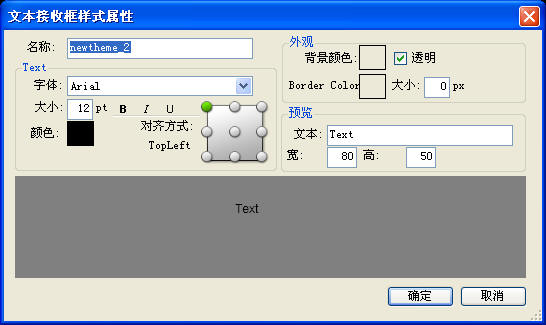 文本接收框样式属性
名称: newtheme_2
Text
字体: Arial
大小: 12 pt B I U
颜色:
对齐方式:
TopLeft
外观
背景颜色: 透明
Border Color 大小: 0 px
预览
文本: Text
宽: 80 高: 50
Text
确定 取消